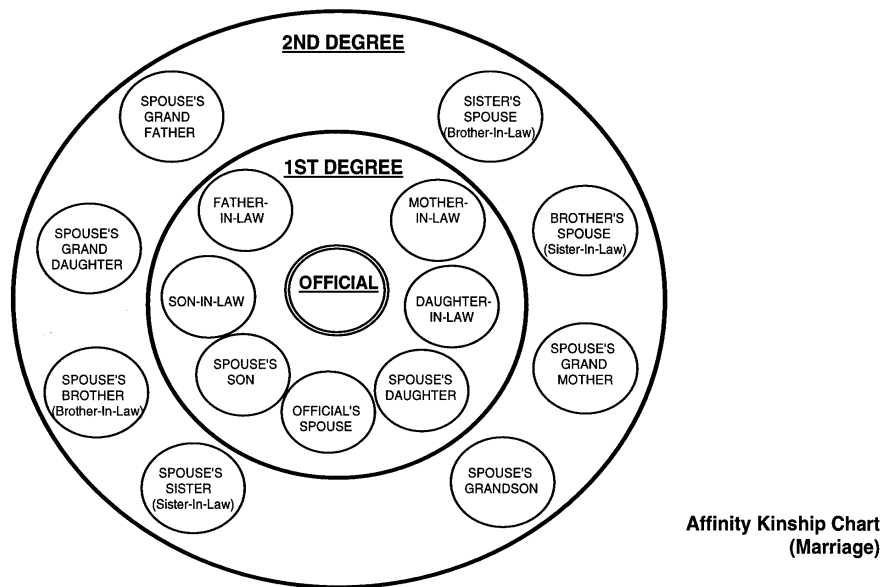 2ND DEGREE
SPOUSE'S
GRAND
FATHER
SISTER'S
SPOUSE
(Brother-In-Law)
1ST DEGREE
FATHER-
IN-LAW
MOTHER-
IN-LAW
SPOUSE'S
GRAND
DAUGHTER
BROTHER'S
SPOUSE
(Sister-In-Law)
OFFICIAL
SON-IN-LAW
DAUGHTER-
IN-LAW
SPOUSE'S
SON
SPOUSE'S
DAUGHTER
OFFICIAL'S
SPOUSE
SPOUSE'S
BROTHER
(Brother-In-Law)
SPOUSE'S
GRAND
MOTHER
SPOUSE'S
SISTER
(Sister-In-Law)
SPOUSE'S
GRANDSON
Affinity Kinship Chart
(Marriage)